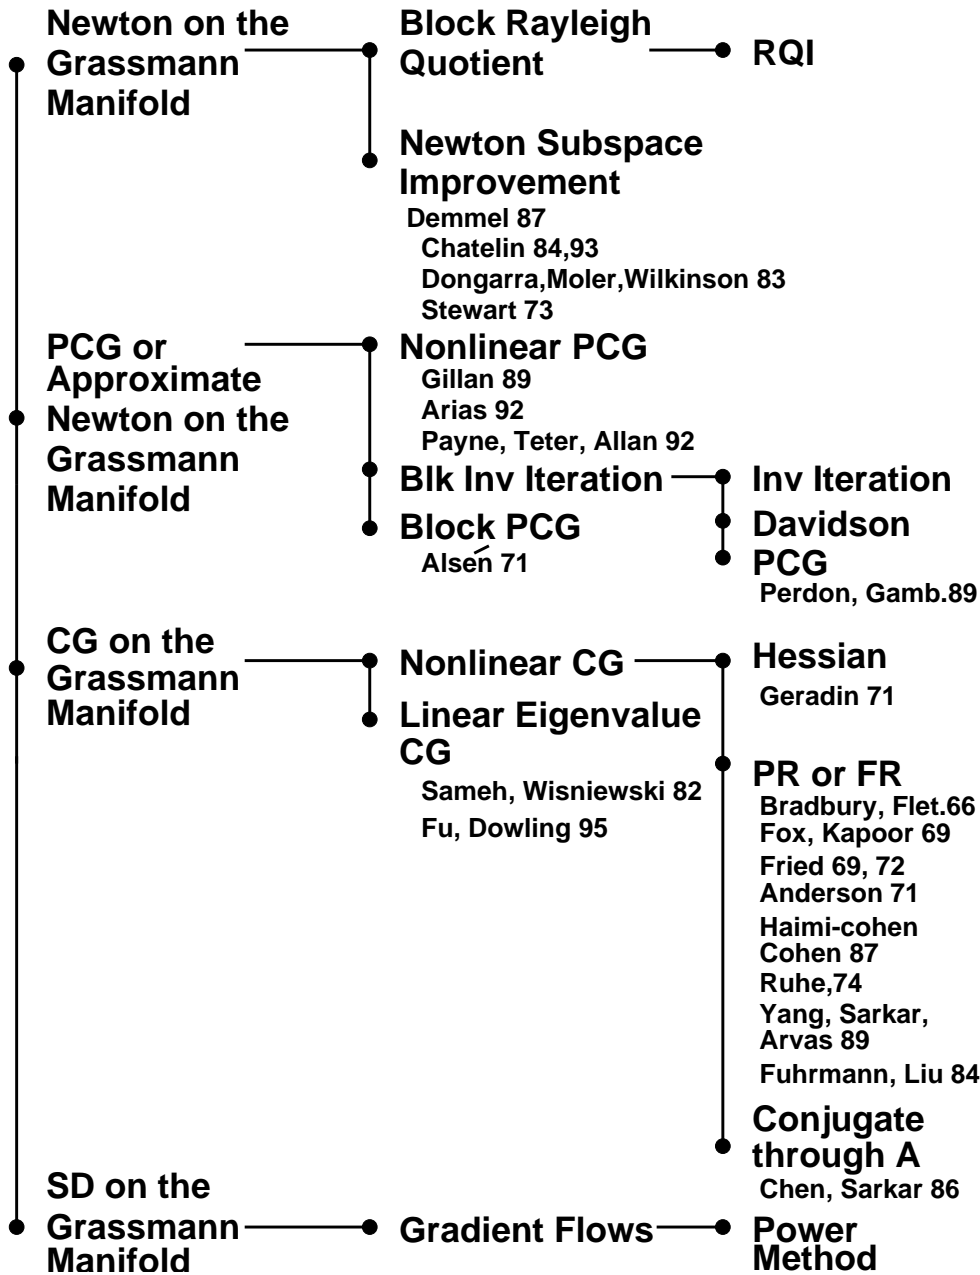 Newton on the
Grassmann
Manifold
Block Rayleigh
Quotient
RQI
Newton Subspace
Improvement
Demmel 87
Chatelin 84,93
Dongarra,Moler,Wilkinson 83
Stewart 73
PCG or
Approximate
Newton on the
Grassmann
Manifold
Nonlinear PCG
Gillan 89
Arias 92
Payne, Teter, Allan 92
Blk Inv Iteration
Inv Iteration
Davidson
PCG
Perdon, Gamb.89
Block PCG
Alsén 71
CG on the
Grassmann
Manifold
Nonlinear CG
Hessian
Geradin 71
PR or FR
Bradbury, Flet.66
Fox, Kapoor 69
Fried 69, 72
Anderson 71
Haimi-cohen
Cohen 87
Ruhe,74
Yang, Sarkar,
Arvas 89
Fuhrmann, Liu 84
Conjugate
through A
Chen, Sarkar 86
Linear Eigenvalue
CG
Sameh, Wisniewski 82
Fu, Dowling 95
SD on the
Grassmann
Manifold
Gradient Flows
Power
Method